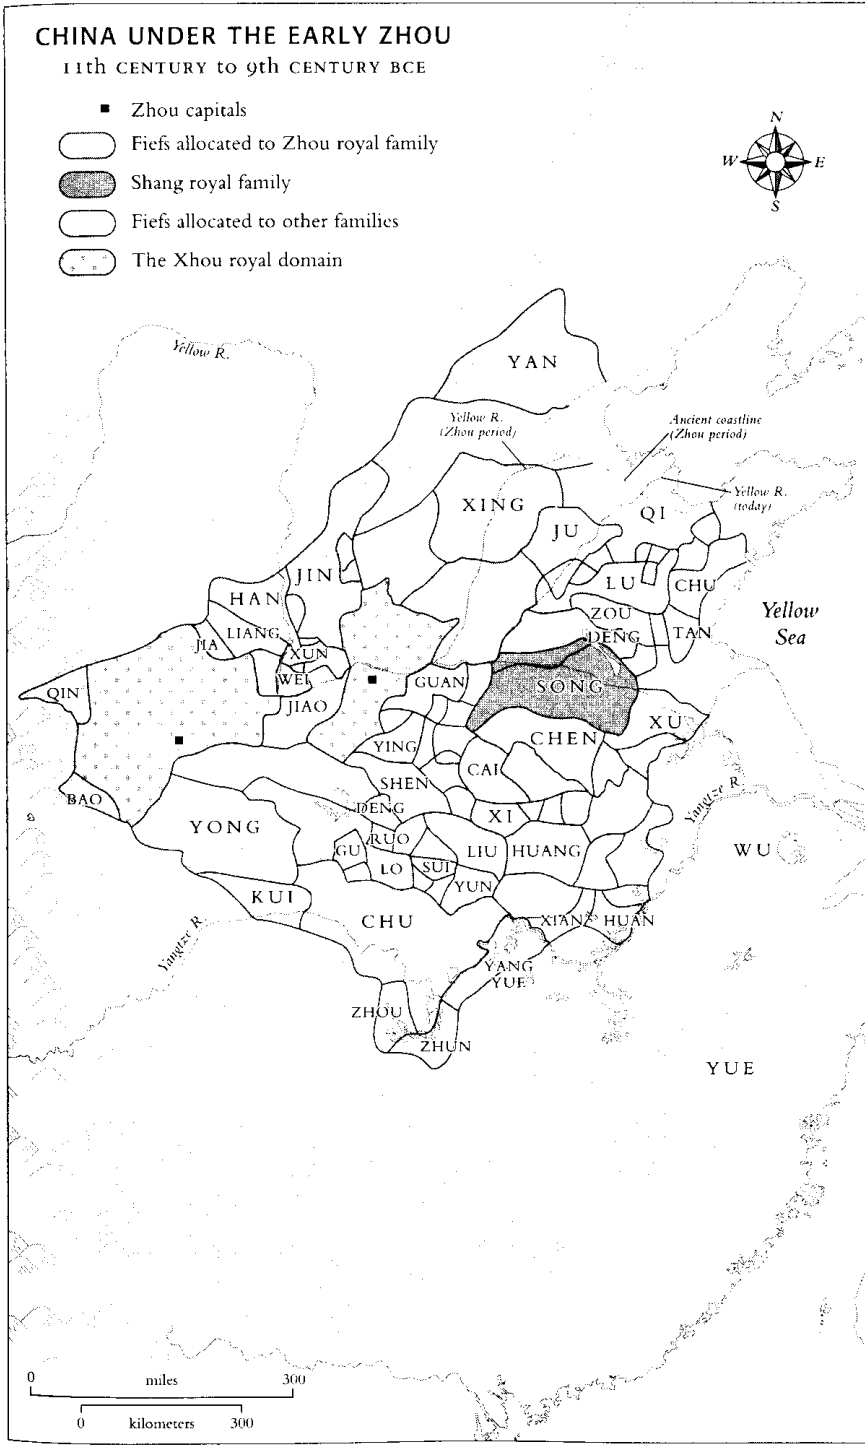 CHINA UNDER THE EARLY ZHOU
11th CENTURY to 9th CENTURY BCE
Zhou capitals
Fiefs allocated to Zhou royal family
Shang royal family
Fiefs allocated to other families
The Xhou royal domain
N
W
E
S
Yellow R.
YAN
Yellow R.
(Zhou period)
Ancient coastline
(Zhou period)
Yellow R.
(today)
XING
QI
JU
JIN
HAN
LU
CHU
ZOU
Yellow
Sea
LIANG
DENG
TAN
JIA
XUN
WEI
GUAN
SONG
QIN
JIAO
XU
YING
CHEN
CAI
SHEN
BAO
DENG
Yangtze R.
XI
YONG
RUO
GU
LIU
HUANG
WU
LO
SUI
YUN
KUI
CHU
XIAN
HUAN
Yangtze R.
YANG
YUE
ZHOU
ZHUN
YUE
0
miles
300
0
kilometers
300